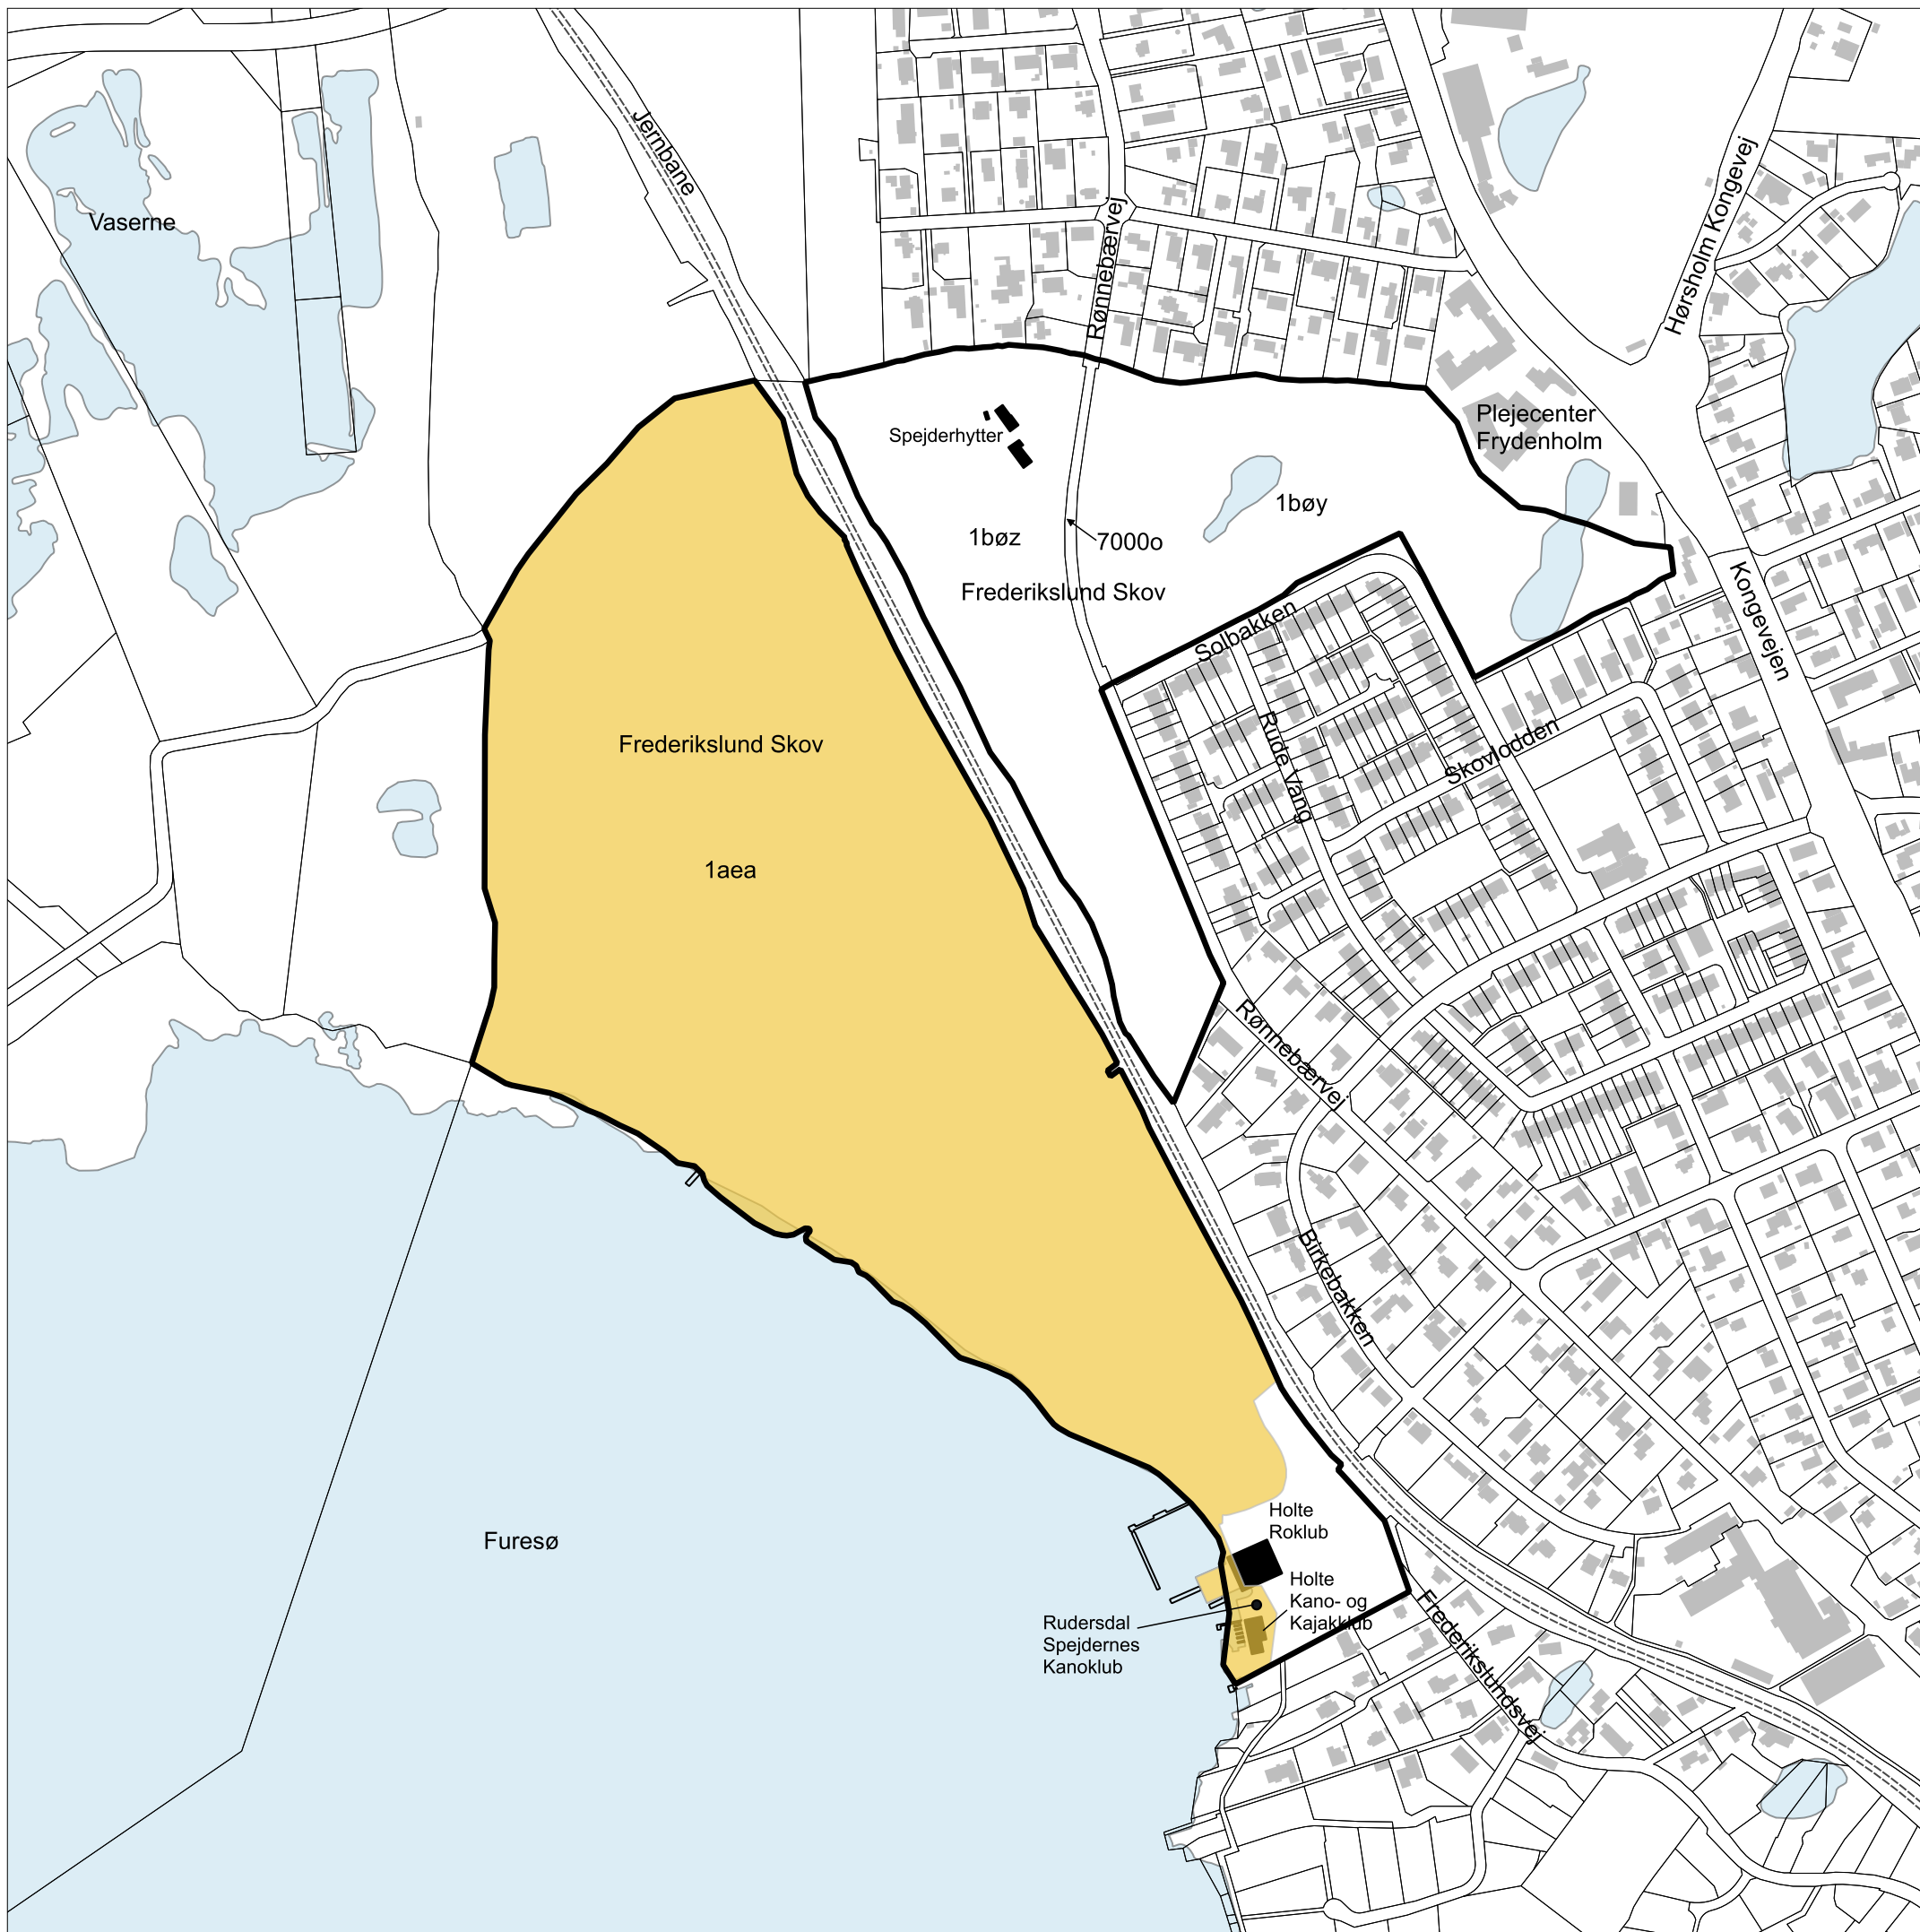 Jernbane
Hørsholm Kongevej
Vaserne
Rønnebærvej
Plejecenter
Frydenholm
Spejderhytter
1bøy
1bøz
7000o
Frederikslund Skov
Kongevejen
Solbakken
Rude Vang
Skovlodden
Frederikslund Skov
1aea
Rønnebærvej
Birkebakken
Holte
Roklub
Furesø
Holte
Kano- og
Kajakklub
Rudersdal
Spejdernes
Kanoklub
Frederikslundsvej